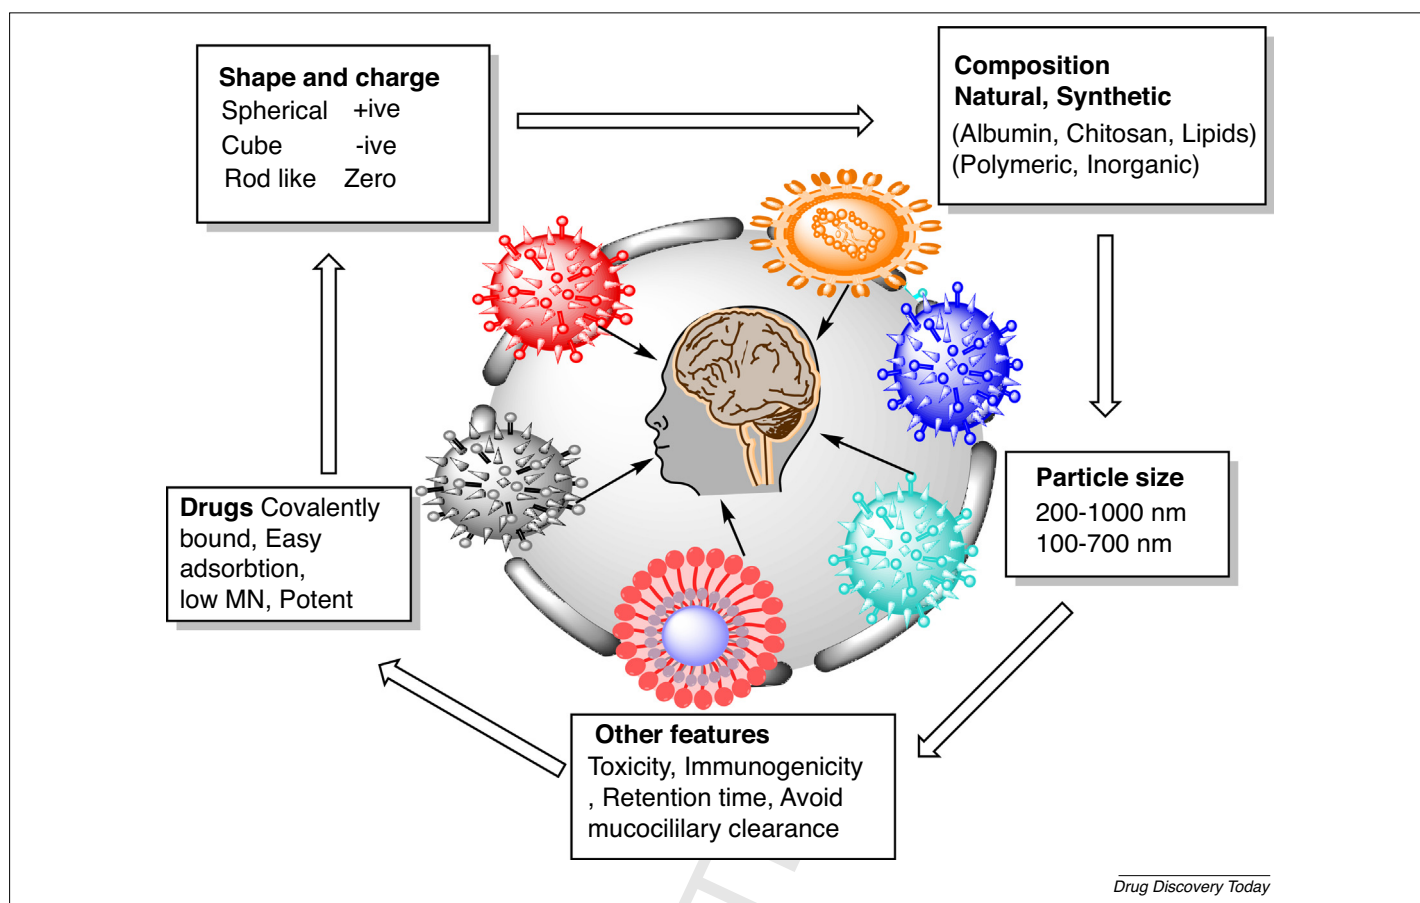 Shape and charge
Spherical +ive
Cube -ive
Rod like Zero
Composition
Natural, Synthetic
(Albumin, Chitosan, Lipids)
(Polymeric, Inorganic)
Particle size
200-1000 nm
100-700 nm
Other features
Toxicity, Immunogenicity
, Retention time, Avoid
mucocililary clearance
Drugs Covalently
bound, Easy
adsorbtion,
low MN, Potent
Drug Discovery Today